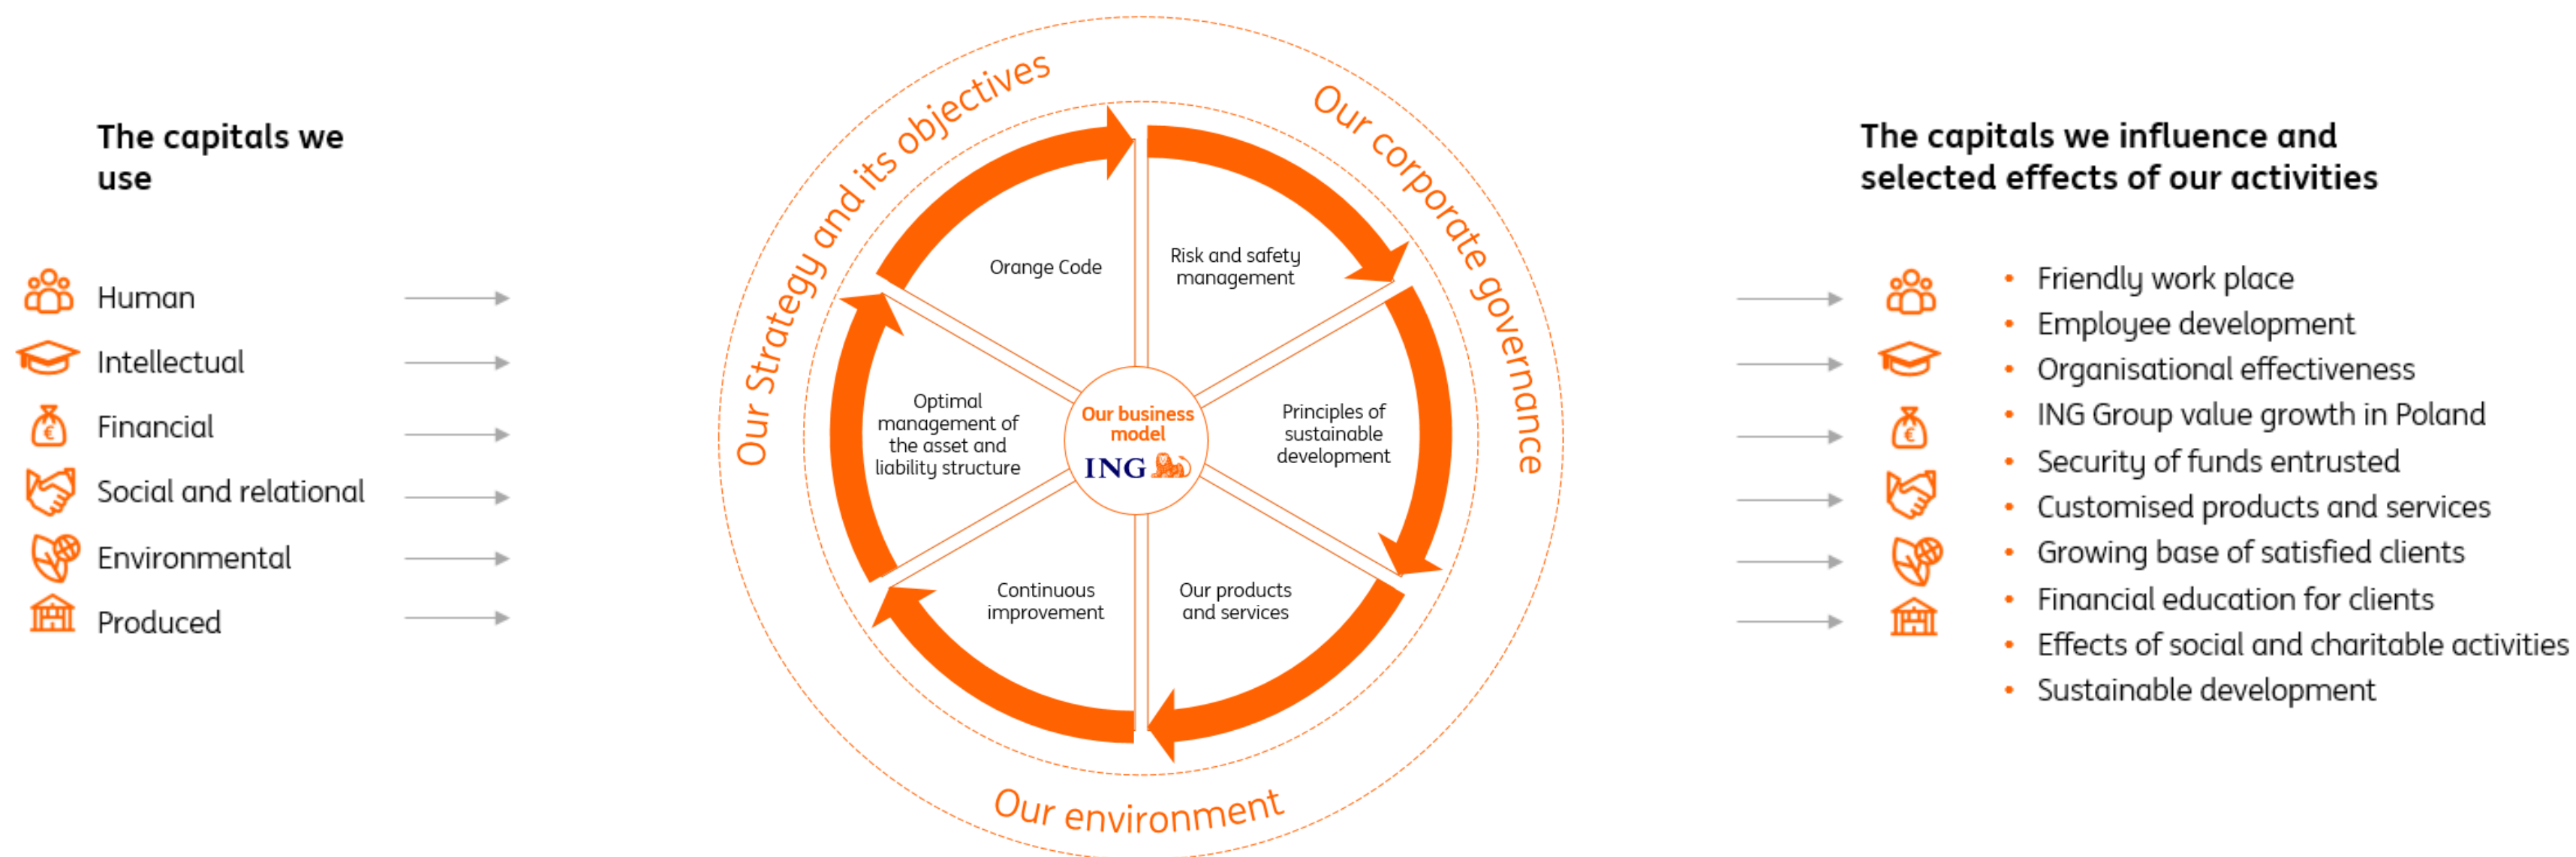 The capitals we
use
Human
Intellectual
Financial
Social and relational
Environmental
Produced
Our Strategy and its objectives
Our corporate governance
Our environment
Orange Code
Risk and safety
management
Principles of
sustainable
development
Our products
and services
Continuous
improvement
Optimal
management of
the asset and
liability structure
Our business
model
ING
The capitals we influence and
selected effects of our activities
• Friendly work place
• Employee development
• Organisational effectiveness
• ING Group value growth in Poland
• Security of funds entrusted
• Customised products and services
• Growing base of satisfied clients
• Financial education for clients
• Effects of social and charitable activities
• Sustainable development